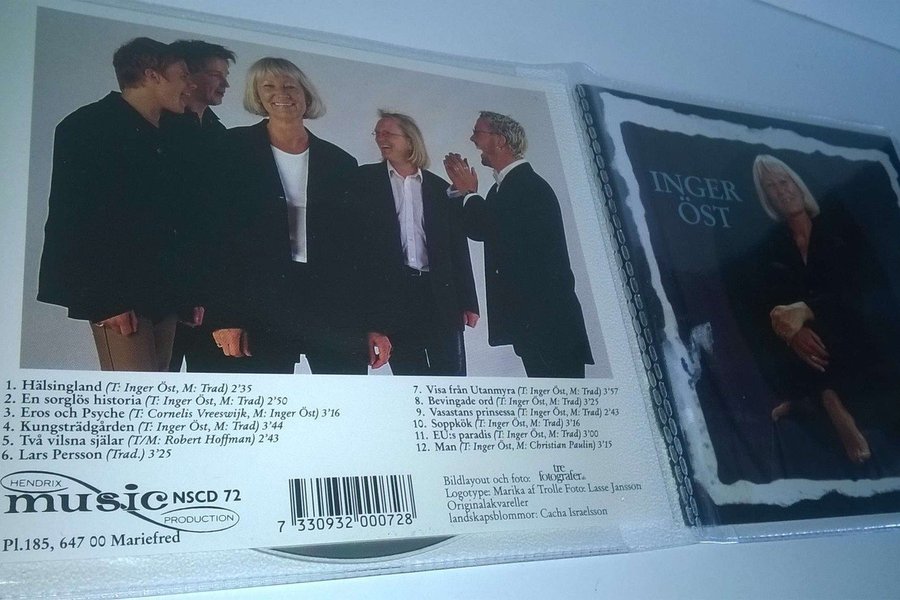 1. Hälsingland (T: Inger Öst, M: Trad) 2'35
2. En sorglös historia (T: Inger Öst, M: Trad) 2'50
3. Eros och Psyche (T: Cornelis Vreeswijk, M: Inger Öst) 3'16
4. Kungsträdgården (T: Inger Öst, M: Trad) 3'44
5. Två vilsna själar (T/M: Robert Hoffman) 2'43
6. Lars Persson (Trad.) 3'25
7. Visa från Utanmyra (T: Inger Öst, M: Trad) 3'57
8. Bevingade ord (T: Inger Öst, M: Trad) 3'25
9. Vasastans prinsessa (T: Inger Öst, M: Trad) 2'43
10. Soppkök (T: Inger Öst, M: Trad) 3'16
11. EU:s paradis (T: Inger Öst, M: Trad) 3'00
12. Man (T: Inger Öst, M: Christian Paulin) 3'15
HENDRIX
music NSCD 72
PRODUCTION
Pl.185, 647 00 Mariefred
7 330932 000728
Bildlayout och foto: tre fotografer
Logotype: Marika af Trolle Foto: Lasse Jansson
Originalakvareller
landskapsblommor: Cacha Israelsson
INGER
ÖST